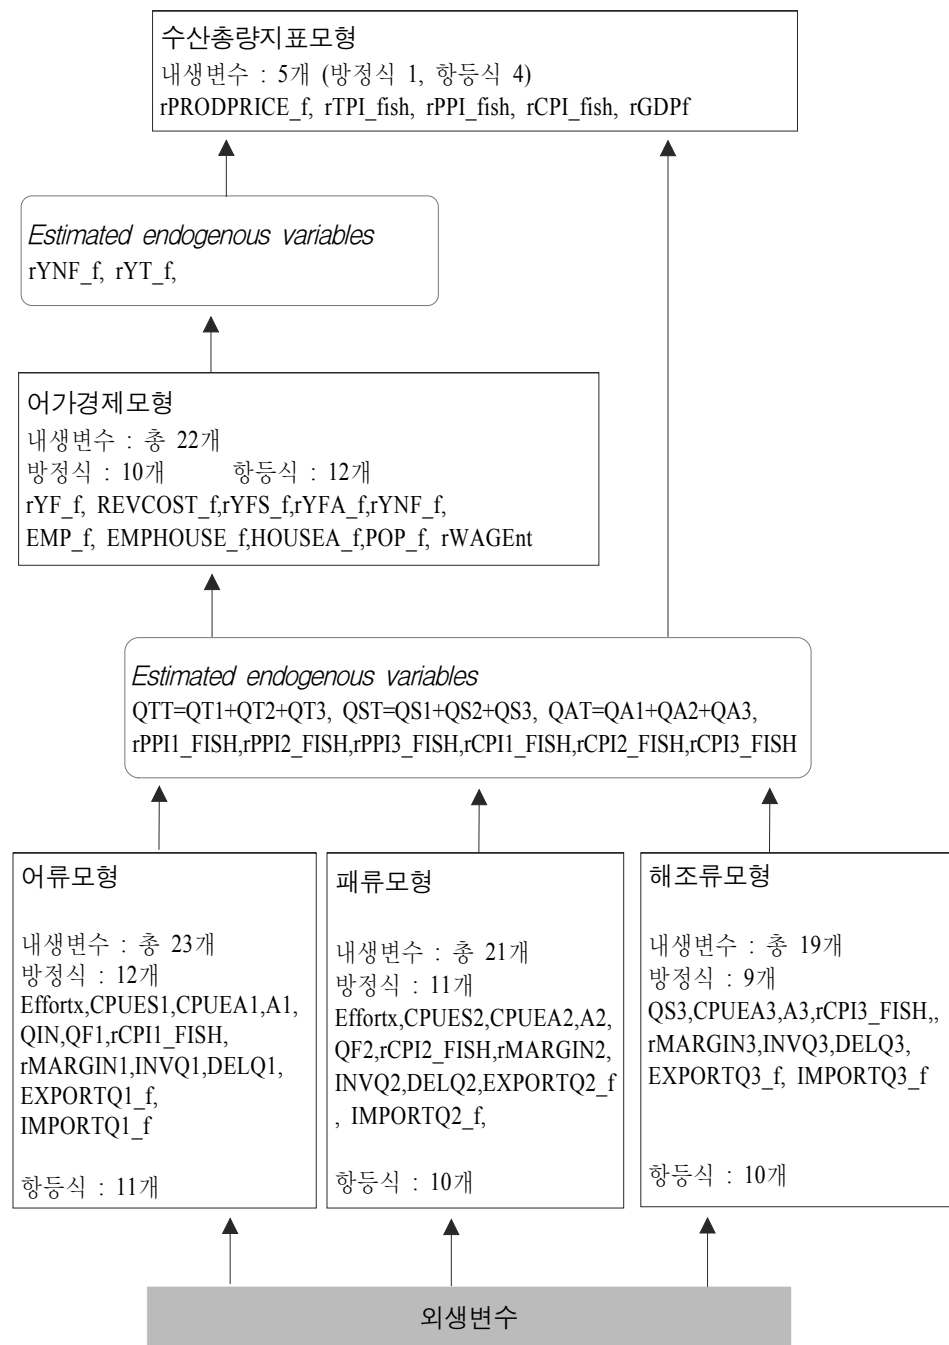 수산총량지표모형
내생변수 : 5개 (방정식 1, 항등식 4)
rPRODPRICE_f, rTPI_fish, rPPI_fish, rCPI_fish, rGDPf
Estimated endogenous variables
rYNF_f, rYT_f,
어가경제모형
내생변수 : 총 22개
방정식 : 10개 항등식 : 12개
rYF_f, REVCOST_f,rYFS_f,rYFA_f,rYNF_f,
EMP_f, EMPHOUSE_f,HOUSEA_f,POP_f, rWAGEnt
Estimated endogenous variables
QTT=QT1+QT2+QT3, QST=QS1+QS2+QS3, QAT=QA1+QA2+QA3,
rPPI1_FISH,rPPI2_FISH,rPPI3_FISH,rCPI1_FISH,rCPI2_FISH,rCPI3_FISH
어류모형
내생변수 : 총 23개
방정식 : 12개
Effortx,CPUES1,CPUEA1,A1,
QIN,QF1,rCPI1_FISH,
rMARGIN1,INVQ1,DELQ1,
EXPORTQ1_f,
IMPORTQ1_f
항등식 : 11개
패류모형
내생변수 : 총 21개
방정식 : 11개
Effortx,CPUES2,CPUEA2,A2,
QF2,rCPI2_FISH,rMARGIN2,
INVQ2,DELQ2,EXPORTQ2_f
, IMPORTQ2_f,
항등식 : 10개
해조류모형
내생변수 : 총 19개
방정식 : 9개
QS3,CPUEA3,A3,rCPI3_FISH,,
rMARGIN3,INVQ3,DELQ3,
EXPORTQ3_f, IMPORTQ3_f
항등식 : 10개
외생변수